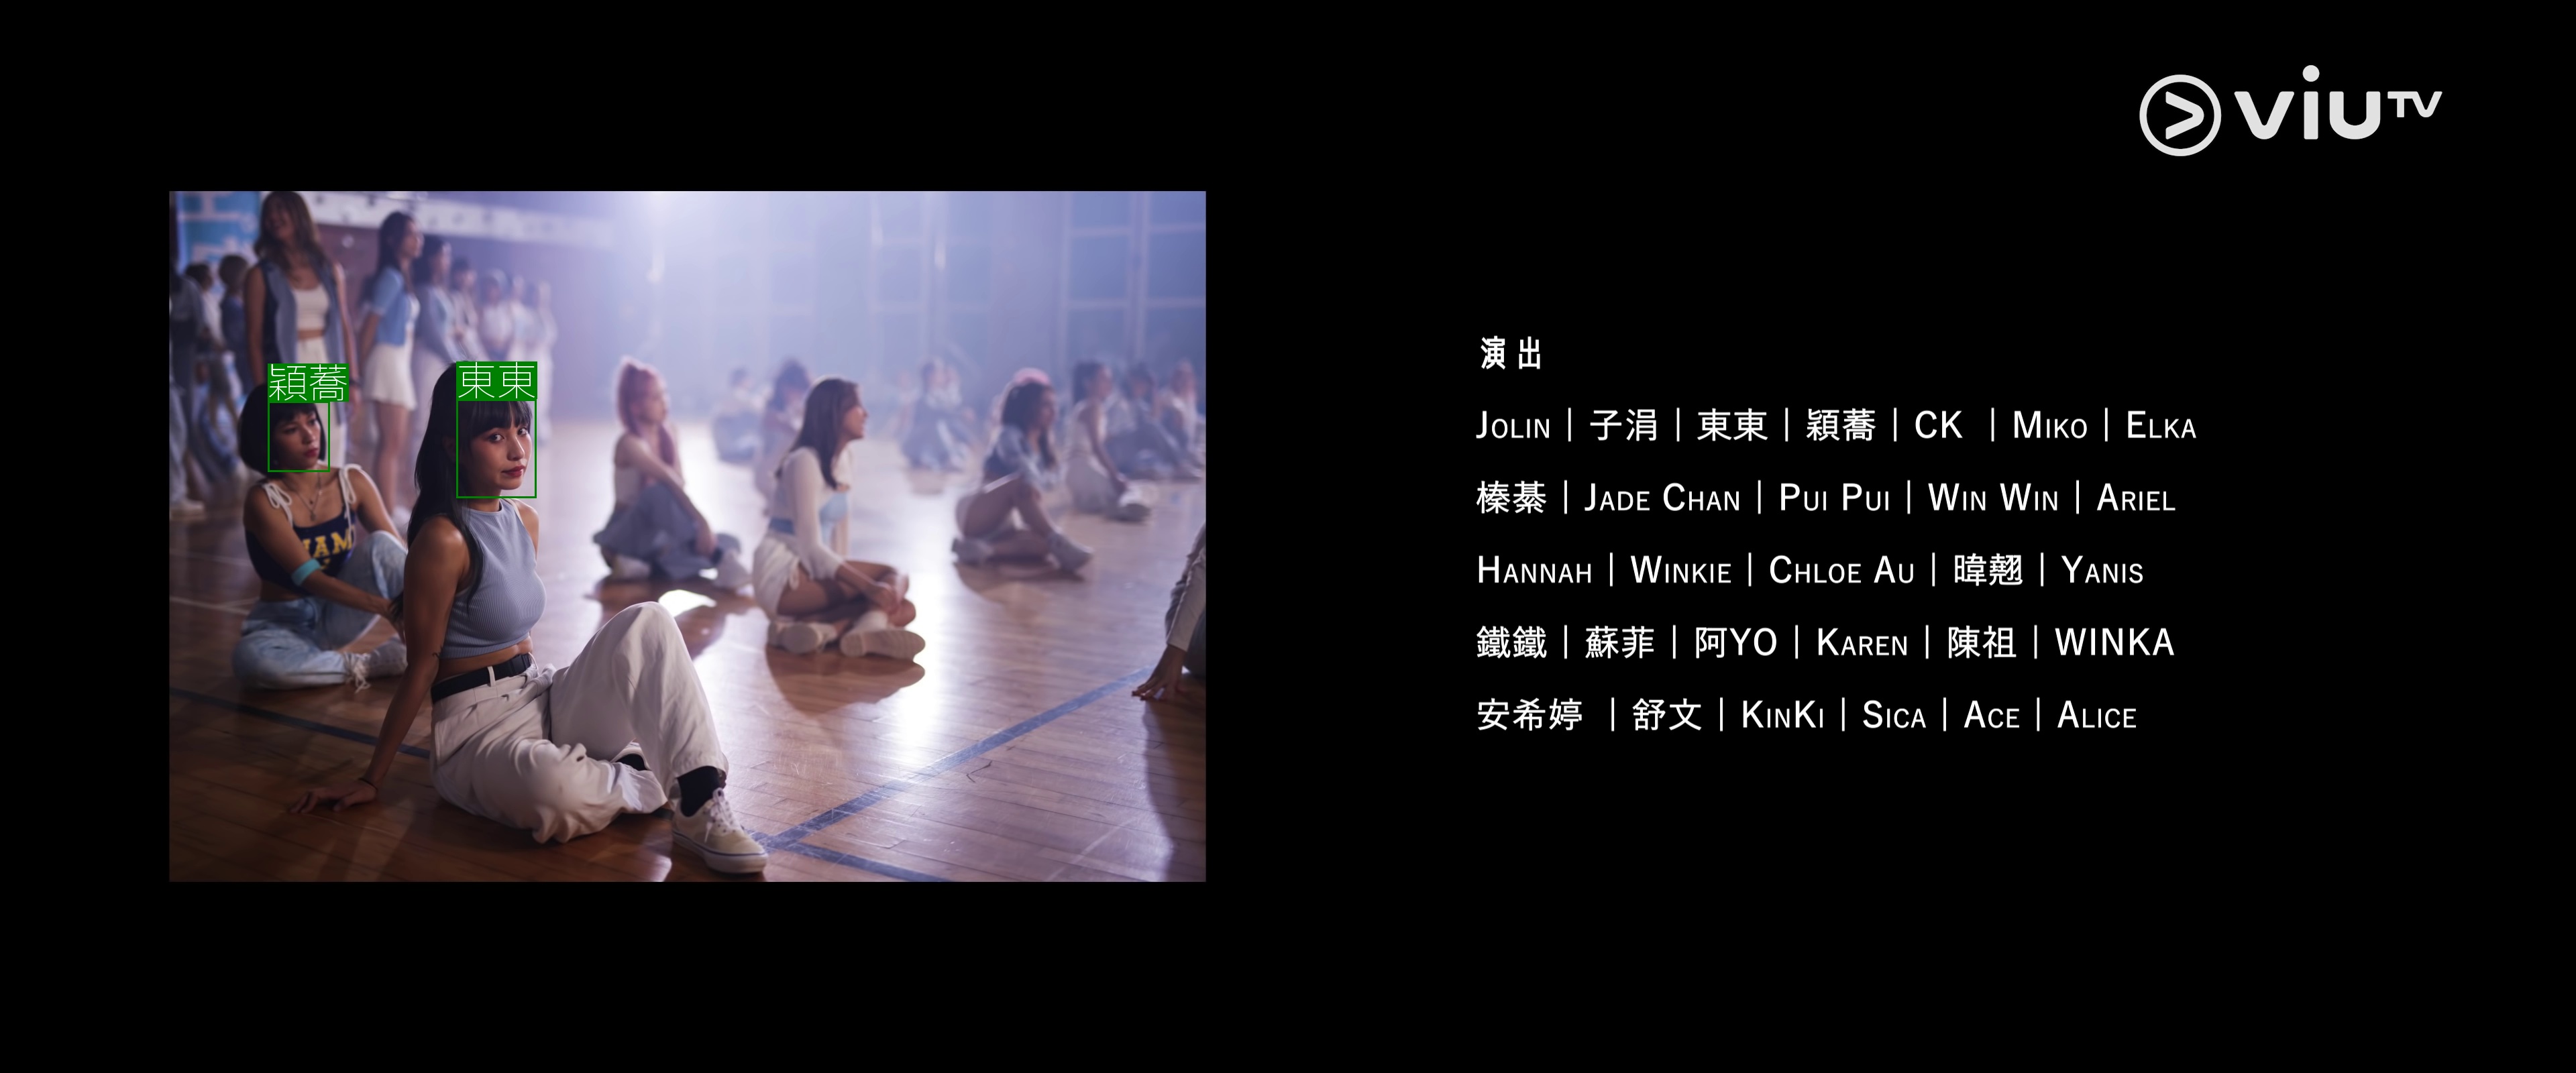 viuTV
穎蕎
東東
演出
JOLIN | 子涓 | 東東 | 穎蕎 | CK | MIKO | ELKA
榛蓁 | JADE CHAN | PUI PUI | WIN WIN | ARIEL
HANNAH | WINKIE | CHLOE AU | 暐翹 | YANIS
鐵鐵 | 蘇菲 | 阿YO | KAREN | 陳祖 | WINKA
安希婷 | 舒文 | KINKI | SICA | ACE | ALICE